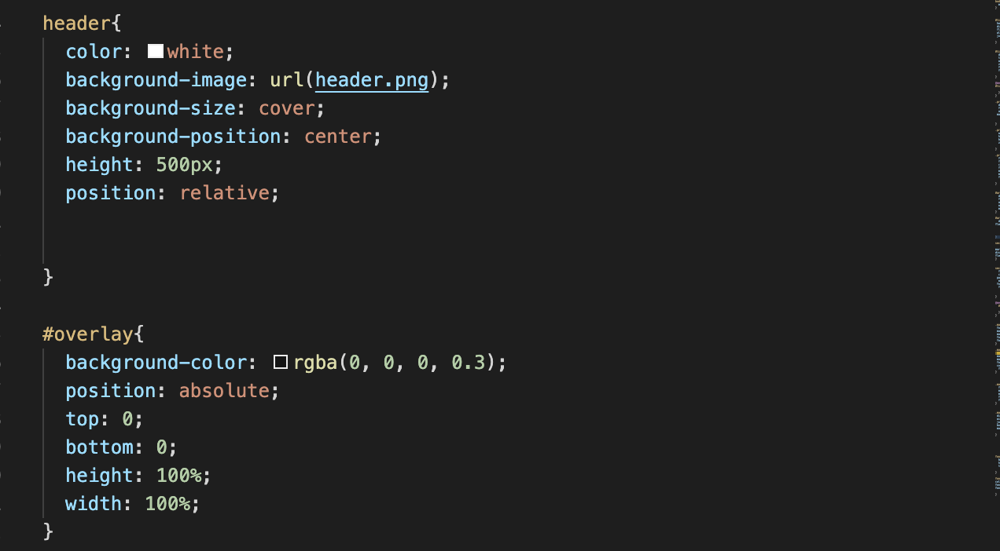 header{
color: white;
background-image: url(header.png);
background-size: cover;
background-position: center;
height: 500px;
position: relative;
}
#overlay{
background-color: rgba(0, 0, 0, 0.3);
position: absolute;
top: 0;
bottom: 0;
height: 100%;
width: 100%;
}